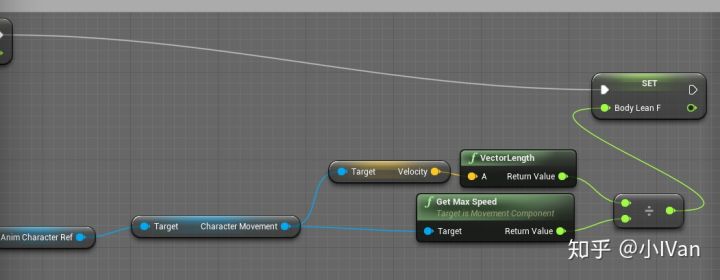 SET
Body Lean F
Target Velocity
VectorLength
A Return Value
Get Max Speed
Target is Movement Component
Target Return Value
Anim Character Ref
Target Character Movement
知乎 @小IVan